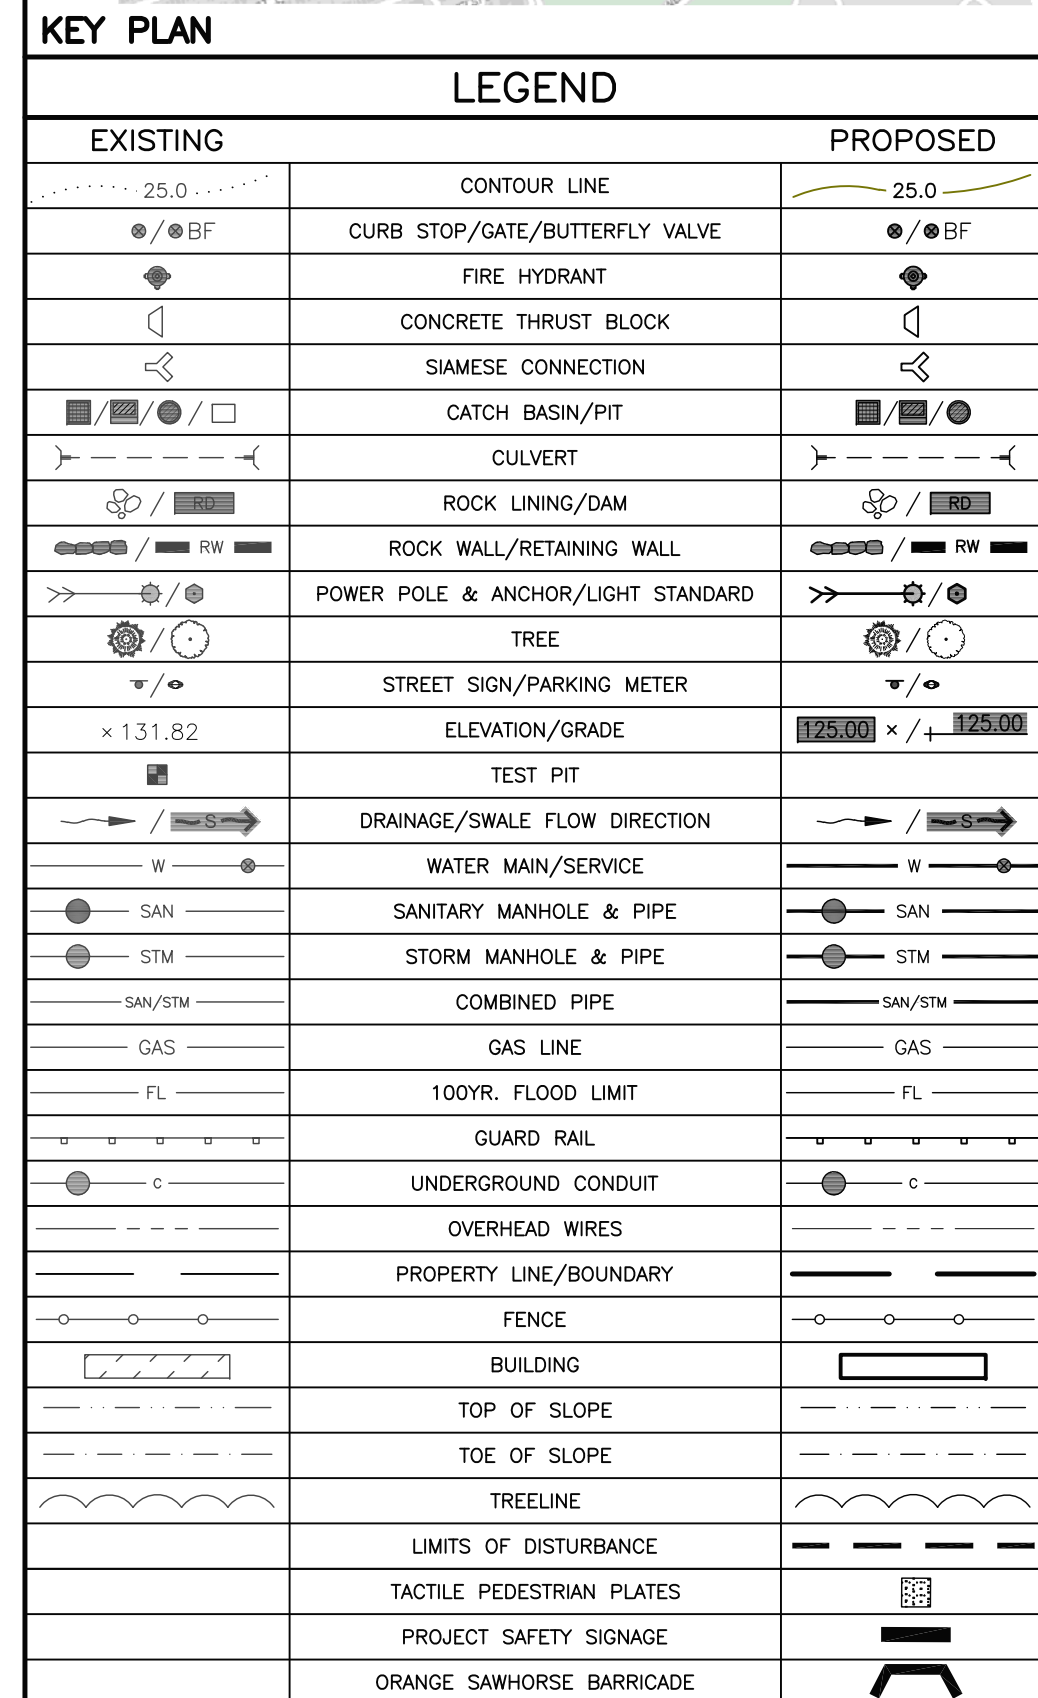 KEY PLAN
LEGEND
EXISTING PROPOSED
25.0 CONTOUR LINE 25.0
/ BF CURB STOP/GATE/BUTTERFLY VALVE / BF
FIRE HYDRANT
CONCRETE THRUST BLOCK
SIAMESE CONNECTION
/ / / CATCH BASIN/PIT / /
CULVERT
/ RD ROCK LINING/DAM / RD
/ RW ROCK WALL/RETAINING WALL / RW
/ POWER POLE & ANCHOR/LIGHT STANDARD /
/ TREE /
/ STREET SIGN/PARKING METER /
× 131.82 ELEVATION/GRADE 125.00 × / 125.00
TEST PIT
/ S DRAINAGE/SWALE FLOW DIRECTION / S
W WATER MAIN/SERVICE W
SAN SANITARY MANHOLE & PIPE SAN
STM STORM MANHOLE & PIPE STM
SAN/STM COMBINED PIPE SAN/STM
GAS GAS LINE GAS
FL 100YR. FLOOD LIMIT FL
GUARD RAIL
C UNDERGROUND CONDUIT C
OVERHEAD WIRES
PROPERTY LINE/BOUNDARY
FENCE
BUILDING
TOP OF SLOPE
TOE OF SLOPE
TREELINE
LIMITS OF DISTURBANCE
TACTILE PEDESTRIAN PLATES
PROJECT SAFETY SIGNAGE
ORANGE SAWHORSE BARRICADE